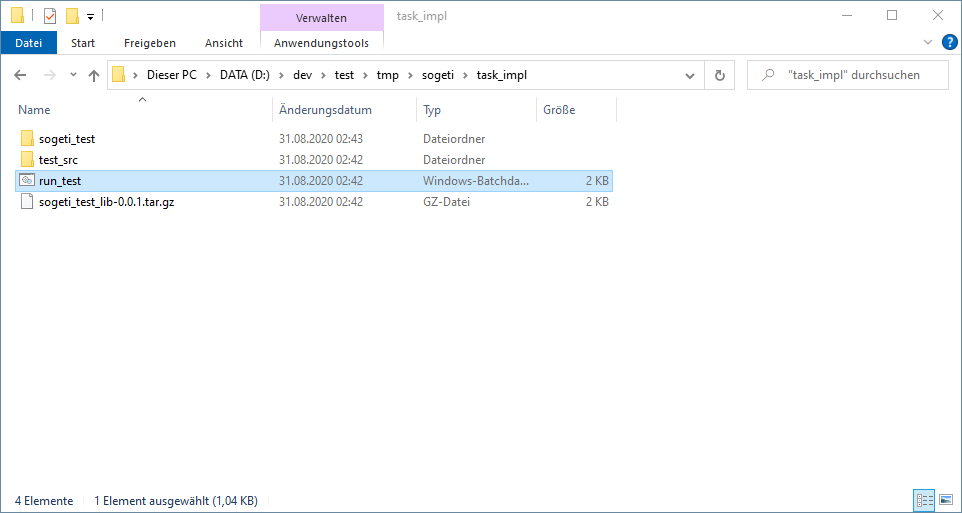 Verwalten task_impl
Datei Start Freigeben Ansicht Anwendungstools ?
Dieser PC DATA (D:) dev test tmp sogeti task_impl "task_impl" durchsuchen
Name Änderungsdatum Typ Größe
sogeti_test 31.08.2020 02:43 Dateiordner
test_src 31.08.2020 02:42 Dateiordner
run_test 31.08.2020 02:42 Windows-Batchda... 2 KB
sogeti_test_lib-0.0.1.tar.gz 31.08.2020 02:42 GZ-Datei 2 KB
4 Elemente 1 Element ausgewählt (1,04 KB)